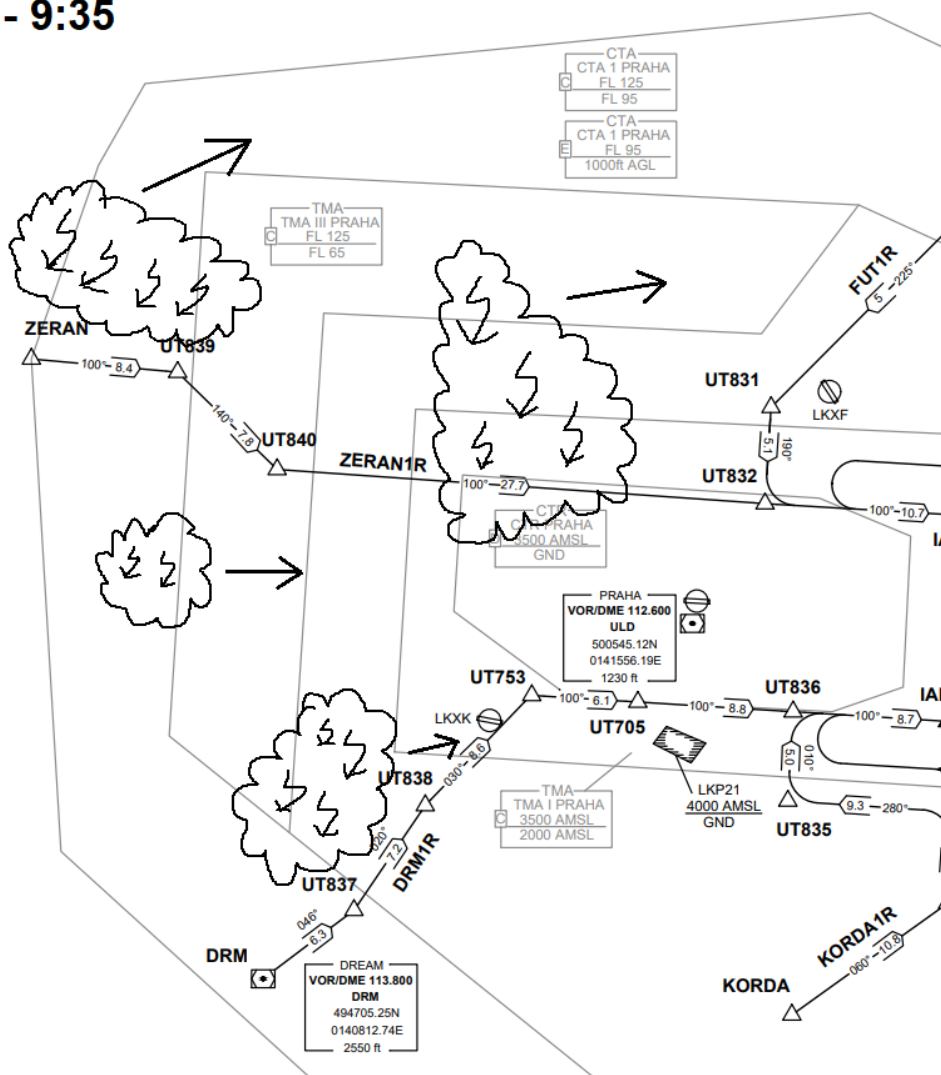 - 9:35
CTA
CTA 1 PRAHA
C
FL 125
FL 95
CTA
CTA 1 PRAHA
E
FL 95
1000ft AGL
TMA
TMA III PRAHA
C
FL 125
FL 65
FUT1R
5
225°
ZERAN
UT839
100°
8.4
UT831
LKXF
140°
7.8
UT840
ZERAN1R
5.1
190°
UT832
100°
27.7
100°
10.7
CTR
CTR PRAHA
D
3500 AMSL
GND
IA
PRAHA
VOR/DME 112.600
ULD
500545.12N
0141556.19E
1230 ft
UT753
100°
6.1
UT705
100°
8.8
UT836
100°
8.7
IAI
LKXK
030°
8.6
UT838
5.0
010°
LKP21
4000 AMSL
GND
TMA
TMA I PRAHA
C
3500 AMSL
2000 AMSL
UT835
9.3
280°
020°
7.2
DRM1R
UT837
046°
6.3
DRM
DREAM
VOR/DME 113.800
DRM
494705.25N
0140812.74E
2550 ft
KORDA1R
060°
10.8
KORDA